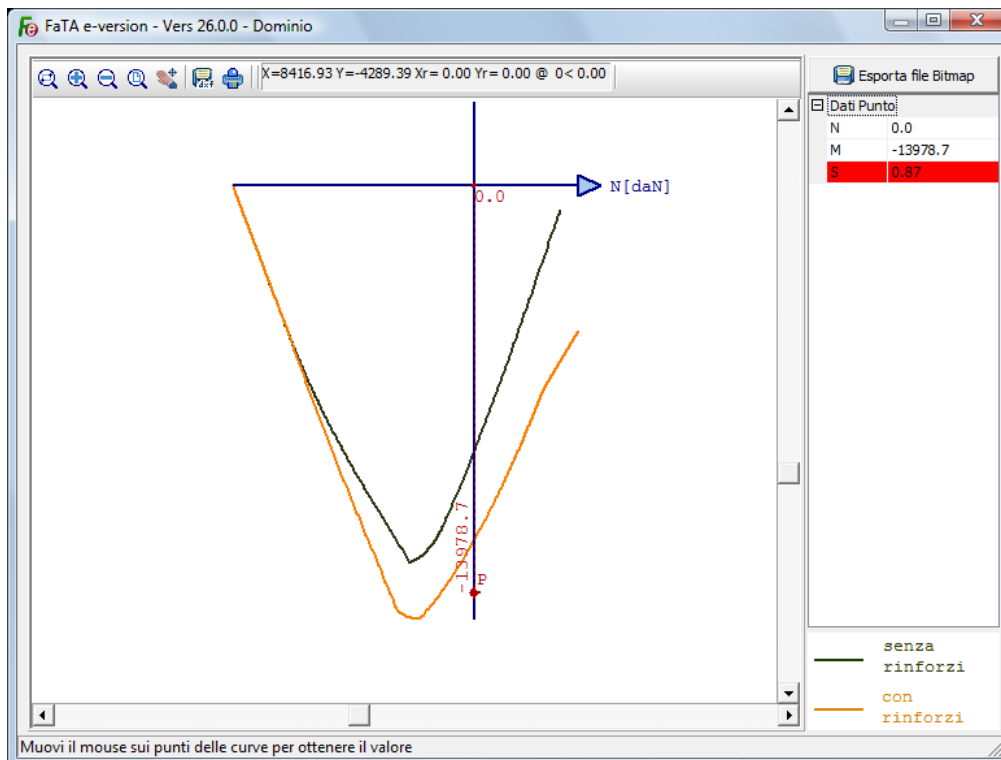 FaTA e-version - Vers 26.0.0 - Dominio
X=8416.93 Y=-4289.39 Xr= 0.00 Yr= 0.00 @ 0< 0.00
Esporta file Bitmap
Dati Punto
N 0.0
M -13978.7
S 0.87
N[daN]
0.0
-13978.7
P
senza
rinforzi
con
rinforzi
Muovi il mouse sui punti delle curve per ottenere il valore